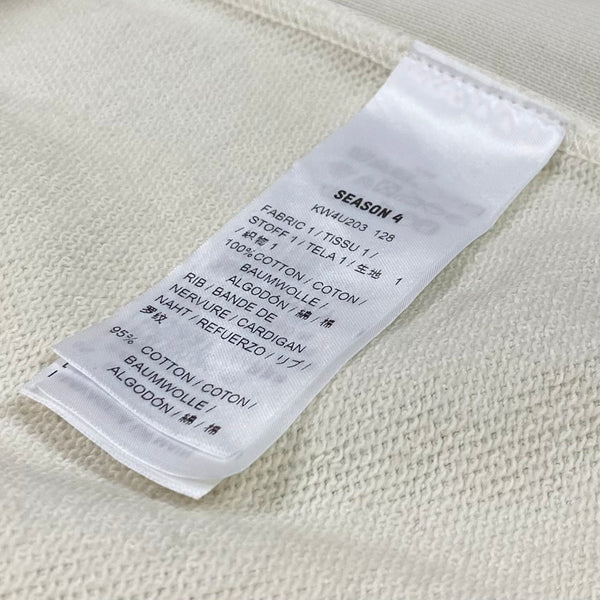 SEASON 4
KW4U203 128
FABRIC 1 / TISSU 1 /
STOFF 1 / TELA 1 / 生地 1
/ 織物 1
100%COTTON / COTON /
BAUMWOLLE /
ALGODÓN / 綿 / 棉
RIB / BANDE DE
NERVURE / CARDIGAN
NAHT / REFUERZO / リブ /
罗纹
95% COTTON / COTON /
BAUMWOLLE /
ALGODÓN / 綿 / 棉